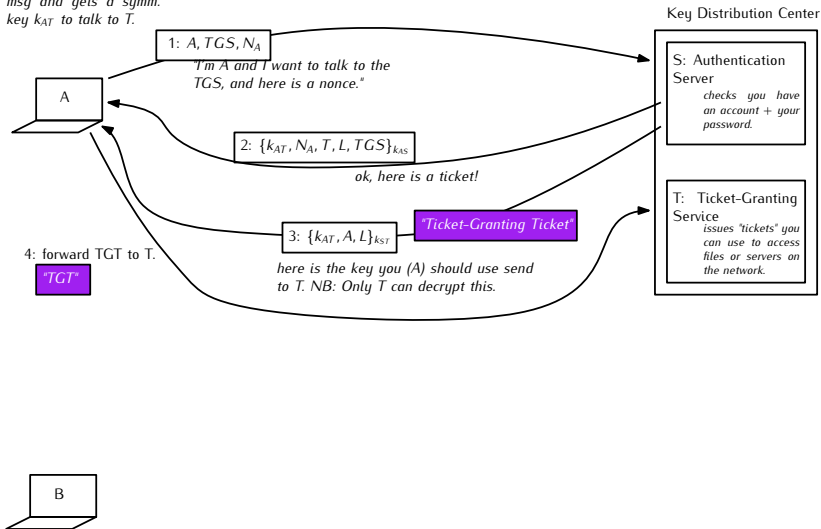 msg and gets a symm.
key k_AT to talk to T.
Key Distribution Center
1: A, TGS, N_A
"I'm A and I want to talk to the
TGS, and here is a nonce."
S: Authentication
Server
checks you have
an account + your
password.
A
2: {k_AT, N_A, T, L, TGS}_k_AS
ok, here is a ticket!
T: Ticket-Granting
Service
issues "tickets" you
can use to access
files or servers on
the network.
"Ticket-Granting Ticket"
3: {k_AT, A, L}_k_ST
here is the key you (A) should use send
to T. NB: Only T can decrypt this.
4: forward TGT to T.
"TGT"
B